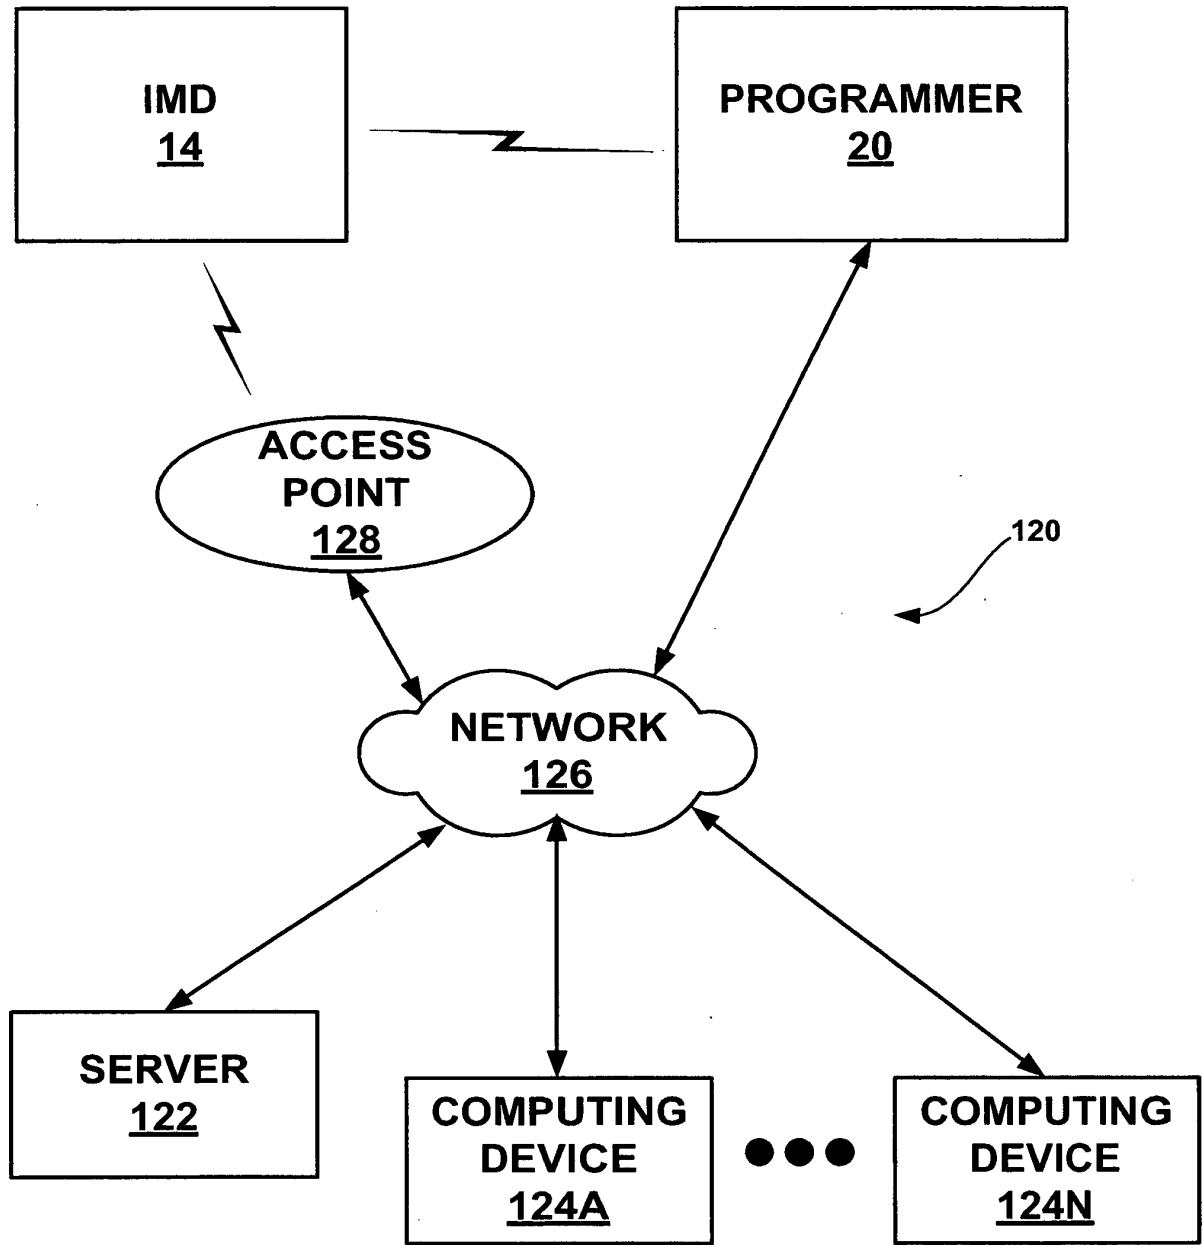 IMD
14
PROGRAMMER
20
ACCESS
POINT
128
120
NETWORK
126
SERVER
122
COMPUTING
DEVICE
124A
COMPUTING
DEVICE
124N